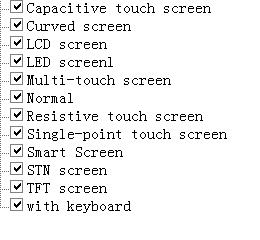 Capacitive touch screen
Curved screen
LCD screen
LED screenl
Multi-touch screen
Normal
Resistive touch screen
Single-point touch screen
Smart Screen
STN screen
TFT screen
with keyboard